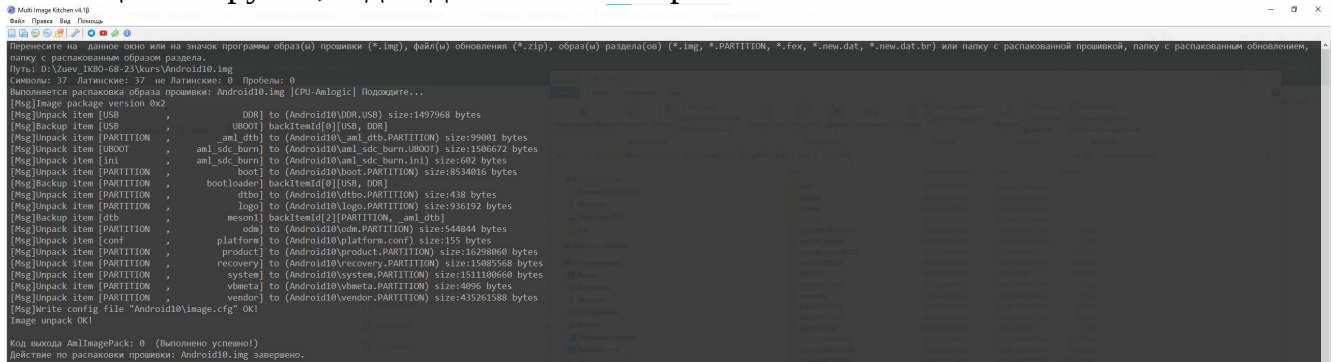 Multi Image Kitchen v4.1β
Файл Правка Вид Помощь
Перенесите на данное окно или на значок программы образ(ы) прошивки (*.img), файл(ы) обновления (*.zip), образ(ы) раздела(ов) (*.img, *.PARTITION, *.fex, *.new.dat, *.new.dat.br) или папку с распакованной прошивкой, папку с распакованным обновлением,
папку с распакованным образом раздела.
Путь: D:\Zuev_IKBO-68-23\kurs\Android10.img
Символы: 37 Латинские: 37 не Латинские: 0 Пробелы: 0
Выполняется распаковка образа прошивки: Android10.img |CPU-Amlogic| Подождите...
[Msg]Image package version 0x2
[Msg]Unpack item [USB , DDR] to (Android10\DDR.USB) size:1497968 bytes
[Msg]Backup item [USB , UBOOT] backItemId[0][USB, DDR]
[Msg]Unpack item [PARTITION , _aml_dtb] to (Android10\_aml_dtb.PARTITION) size:99001 bytes
[Msg]Unpack item [UBOOT , aml_sdc_burn] to (Android10\aml_sdc_burn.UBOOT) size:1506672 bytes
[Msg]Unpack item [ini , aml_sdc_burn] to (Android10\aml_sdc_burn.ini) size:602 bytes
[Msg]Unpack item [PARTITION , boot] to (Android10\boot.PARTITION) size:8534016 bytes
[Msg]Backup item [PARTITION , bootloader] backItemId[0][USB, DDR]
[Msg]Unpack item [PARTITION , dtbo] to (Android10\dtbo.PARTITION) size:438 bytes
[Msg]Unpack item [PARTITION , logo] to (Android10\logo.PARTITION) size:936192 bytes
[Msg]Backup item [dtb , meson1] backItemId[2][PARTITION, _aml_dtb]
[Msg]Unpack item [PARTITION , odm] to (Android10\odm.PARTITION) size:544844 bytes
[Msg]Unpack item [conf , platform] to (Android10\platform.conf) size:155 bytes
[Msg]Unpack item [PARTITION , product] to (Android10\product.PARTITION) size:16298060 bytes
[Msg]Unpack item [PARTITION , recovery] to (Android10\recovery.PARTITION) size:15085568 bytes
[Msg]Unpack item [PARTITION , system] to (Android10\system.PARTITION) size:1511100660 bytes
[Msg]Unpack item [PARTITION , vbmeta] to (Android10\vbmeta.PARTITION) size:4096 bytes
[Msg]Unpack item [PARTITION , vendor] to (Android10\vendor.PARTITION) size:435261588 bytes
[Msg]Write config file "Android10\image.cfg" OK!
Image unpack OK!
Код выхода AmlImagePack: 0 (Выполнено успешно!)
Действие по распаковки прошивки: Android10.img завершено.